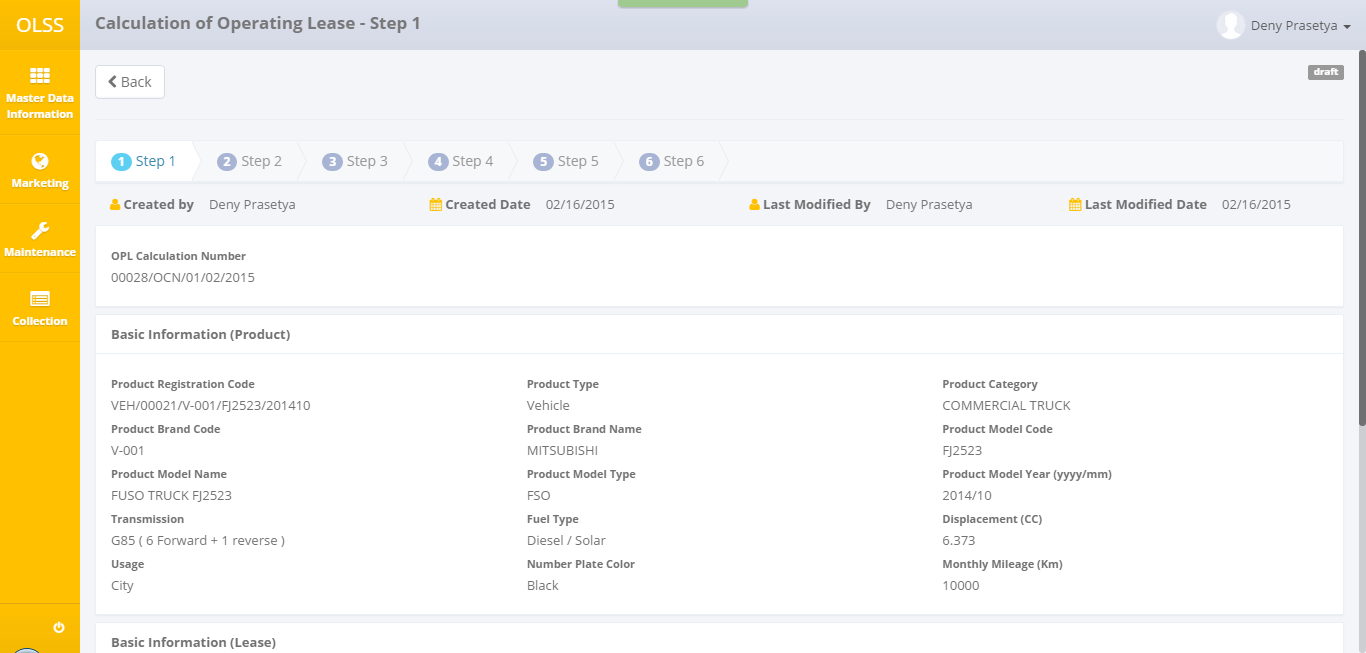 OLSS
Calculation of Operating Lease - Step 1
Deny Prasetya
Master Data
Information
Marketing
Maintenance
Collection
Back
draft
1 Step 1 2 Step 2 3 Step 3 4 Step 4 5 Step 5 6 Step 6
Created by Deny Prasetya Created Date 02/16/2015 Last Modified By Deny Prasetya Last Modified Date 02/16/2015
OPL Calculation Number
00028/OCN/01/02/2015
Basic Information (Product)
Product Registration Code Product Type Product Category
VEH/00021/V-001/FJ2523/201410 Vehicle COMMERCIAL TRUCK
Product Brand Code Product Brand Name Product Model Code
V-001 MITSUBISHI FJ2523
Product Model Name Product Model Type Product Model Year (yyyy/mm)
FUSO TRUCK FJ2523 FSO 2014/10
Transmission Fuel Type Displacement (CC)
G85 ( 6 Forward + 1 reverse ) Diesel / Solar 6.373
Usage Number Plate Color Monthly Mileage (Km)
City Black 10000
Basic Information (Lease)